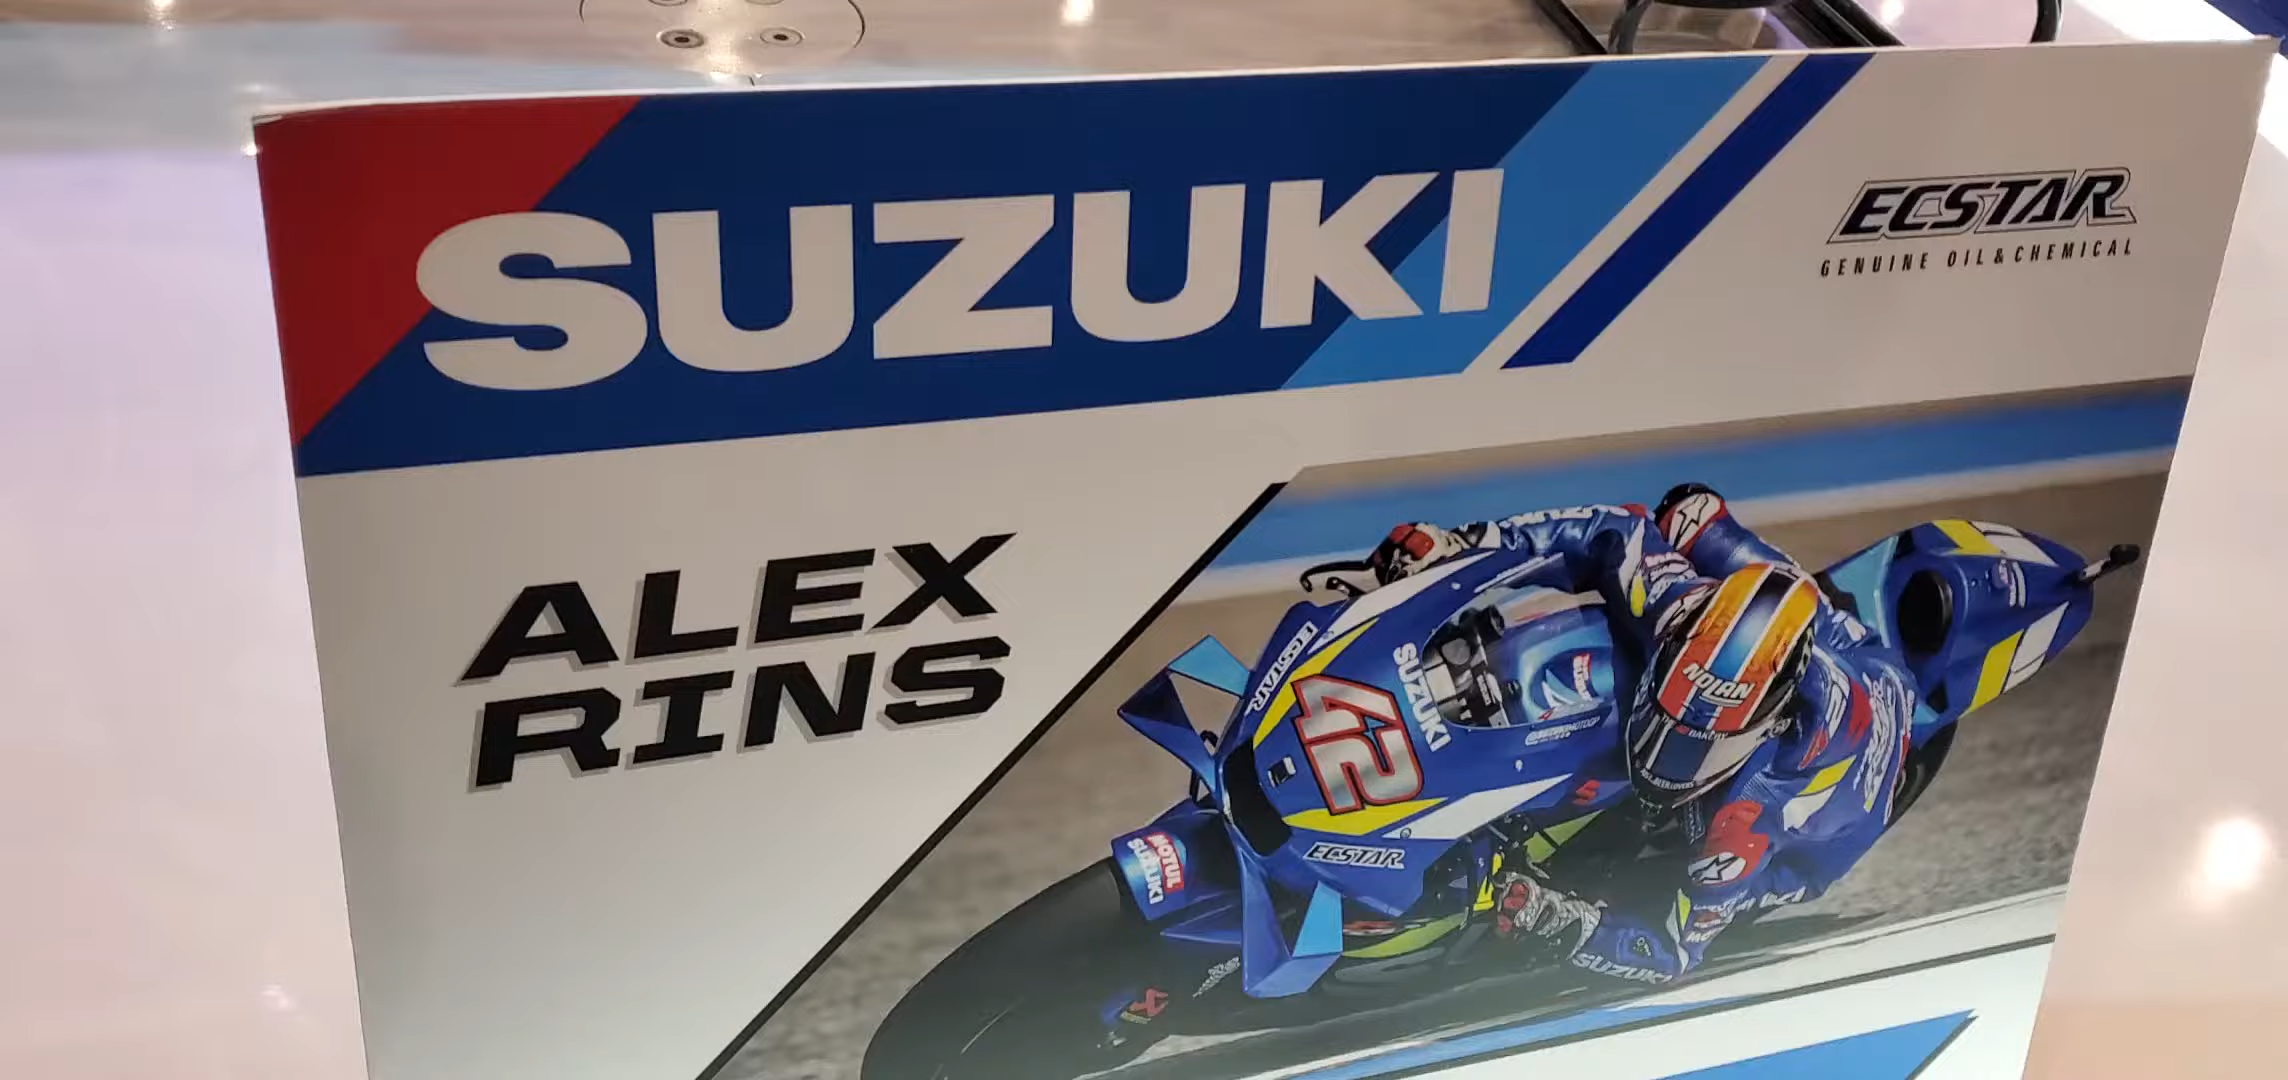 SUZUKI
ECSTAR
GENUINE OIL & CHEMICAL
ALEX
RINS
ECSTAR
SUZUKI
42
NOLAN
ECSTAR
MOTUL
SUZUKI
SUZUKI